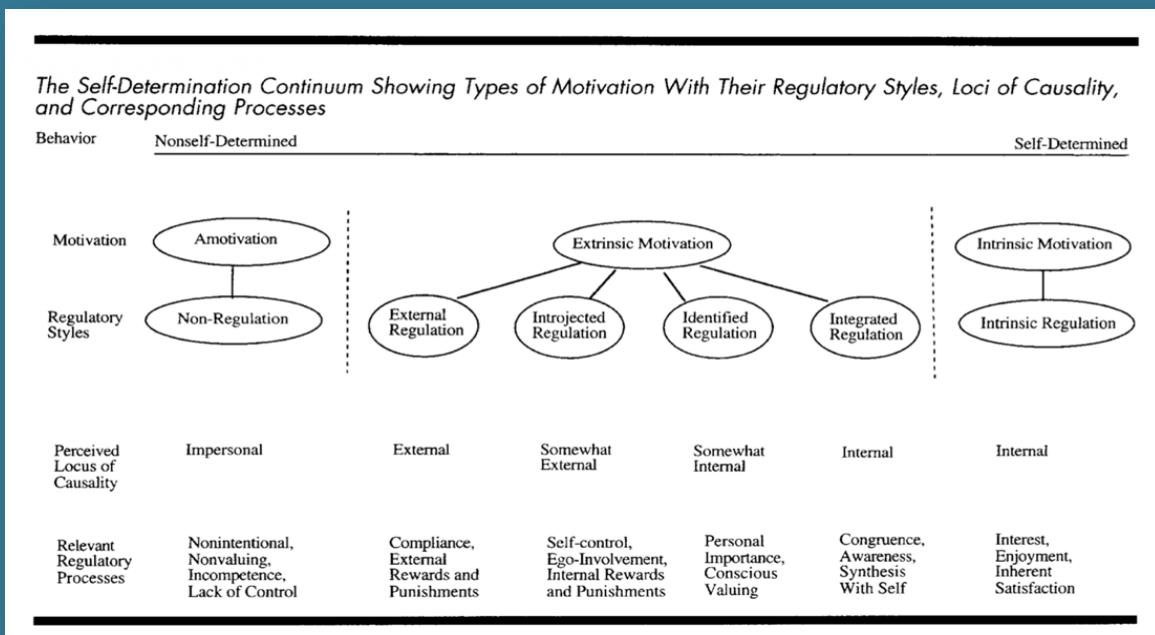 The Self-Determination Continuum Showing Types of Motivation With Their Regulatory Styles, Loci of Causality,
and Corresponding Processes
Behavior
Nonself-Determined
Self-Determined
Motivation
Amotivation
Extrinsic Motivation
Intrinsic Motivation
Regulatory
Styles
Non-Regulation
External
Regulation
Introjected
Regulation
Identified
Regulation
Integrated
Regulation
Intrinsic Regulation
Perceived
Locus of
Causality
Impersonal
External
Somewhat
External
Somewhat
Internal
Internal
Internal
Relevant
Regulatory
Processes
Nonintentional,
Nonvaluing,
Incompetence,
Lack of Control
Compliance,
External
Rewards and
Punishments
Self-control,
Ego-Involvement,
Internal Rewards
and Punishments
Personal
Importance,
Conscious
Valuing
Congruence,
Awareness,
Synthesis
With Self
Interest,
Enjoyment,
Inherent
Satisfaction